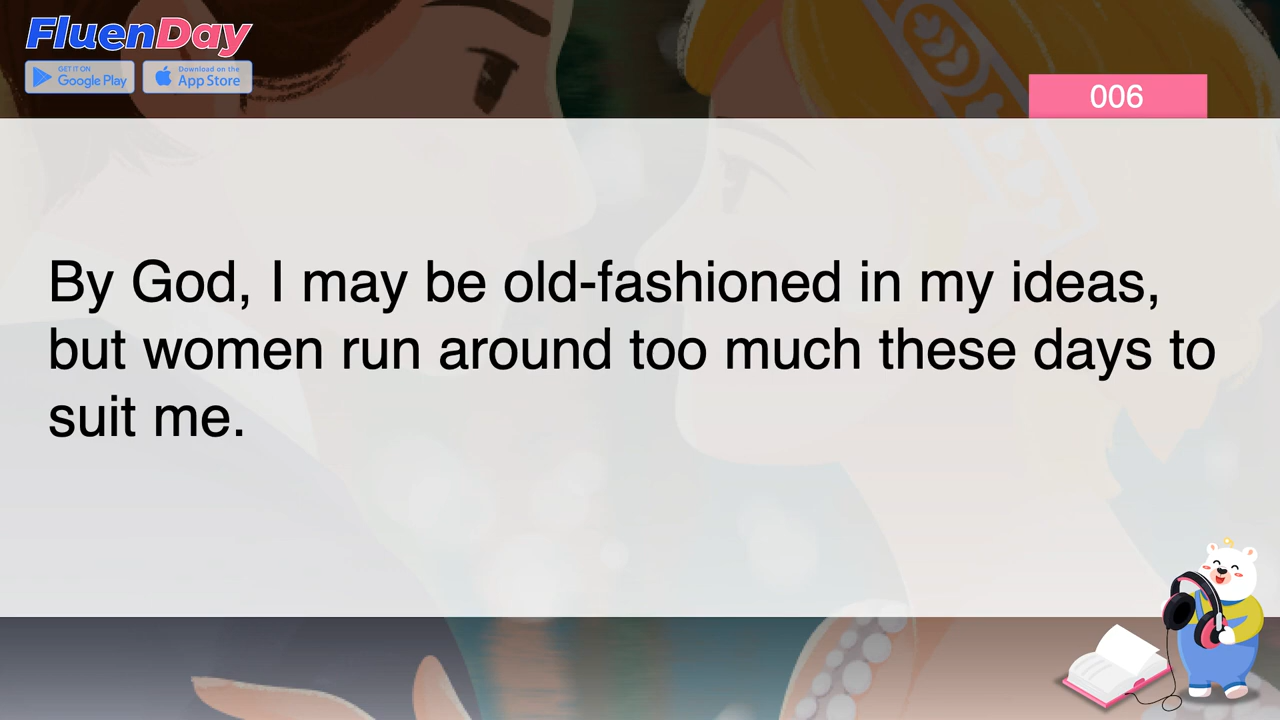 FluenDay
GET IT ON
Google Play
Download on the
App Store
006
By God, I may be old-fashioned in my ideas,
but women run around too much these days to
suit me.